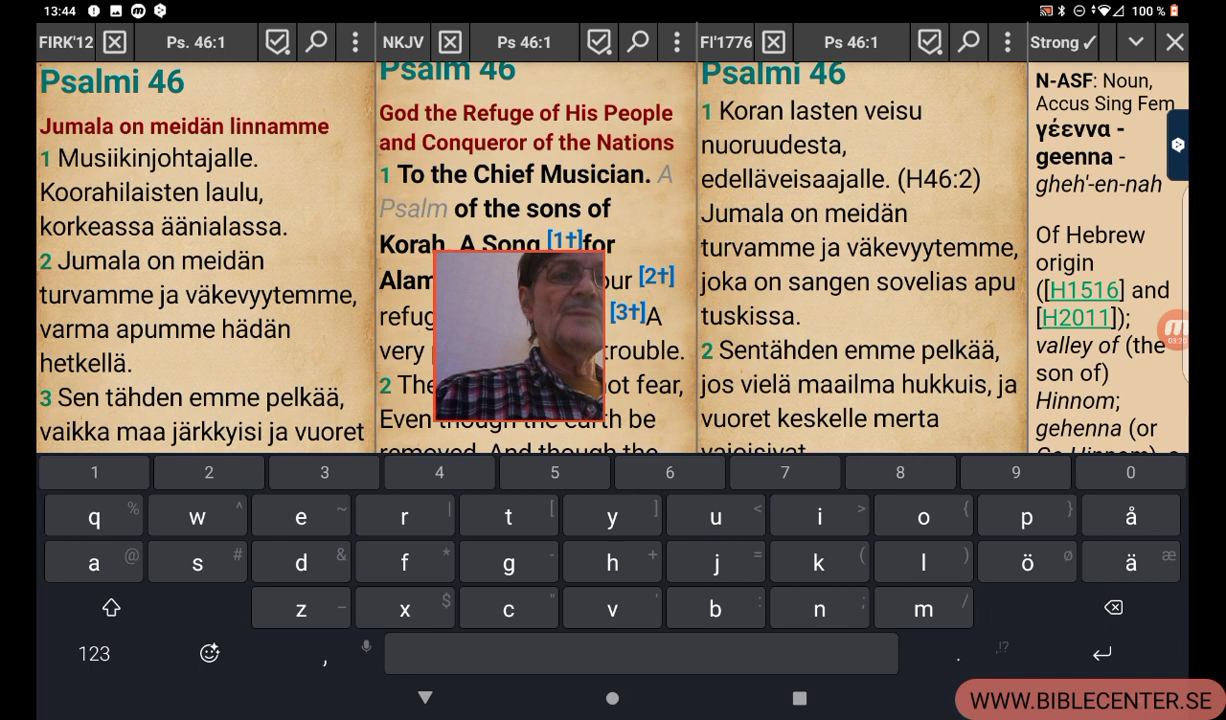 13:44
100 %
FIRK'12
Ps. 46:1
NKJV
Ps 46:1
FI'1776
Ps 46:1
Strong ✓
Psalmi 46
Jumala on meidän linnamme
1 Musiikinjohtajalle.
Koorahilaisten laulu,
korkeassa äänialassa.
2 Jumala on meidän
turvamme ja väkevyytemme,
varma apumme hädän
hetkellä.
3 Sen tähden emme pelkää,
vaikka maa järkkyisi ja vuoret
Psalm 46
God the Refuge of His People
and Conqueror of the Nations
1 To the Chief Musician. A
Psalm of the sons of
Korah. A Song [1†]for
[2†]
[3†]A
very trouble.
2 fear,
Even though the earth be
removed, And though the
Psalmi 46
1 Koran lasten veisu
nuoruudesta,
edelläveisaajalle. (H46:2)
Jumala on meidän
turvamme ja väkevyytemme,
joka on sangen sovelias apu
tuskissa.
2 Sentähden emme pelkää,
jos vielä maailma hukkuis, ja
vuoret keskelle merta
vajoisivat
N-ASF: Noun,
Accus Sing Fem
γέεννα -
geenna -
gheh'-en-nah
Of Hebrew
origin
([H1516] and
[H2011]);
valley of (the
son of)
Hinnom;
gehenna (or
03:20
1 2 3 4 5 6 7 8 9 0
q % w ^ e ~ r | t [ y ] u < i > o { p } å
a @ s # d & f * g - h + j = k ( l ) ö ø ä æ
z _ x $ c " v ' b : n ; m /
123 , . ,!?
WWW.BIBLECENTER.SE